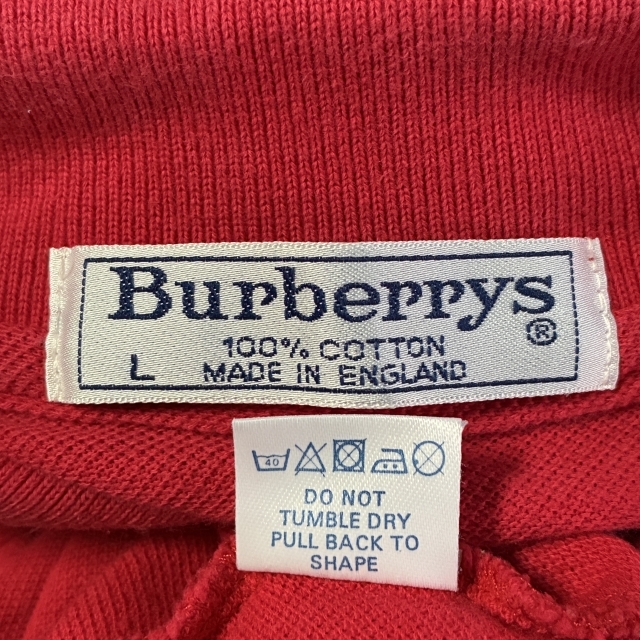 Burberrys
®
100% COTTON
L MADE IN ENGLAND
40
DO NOT
TUMBLE DRY
PULL BACK TO
SHAPE